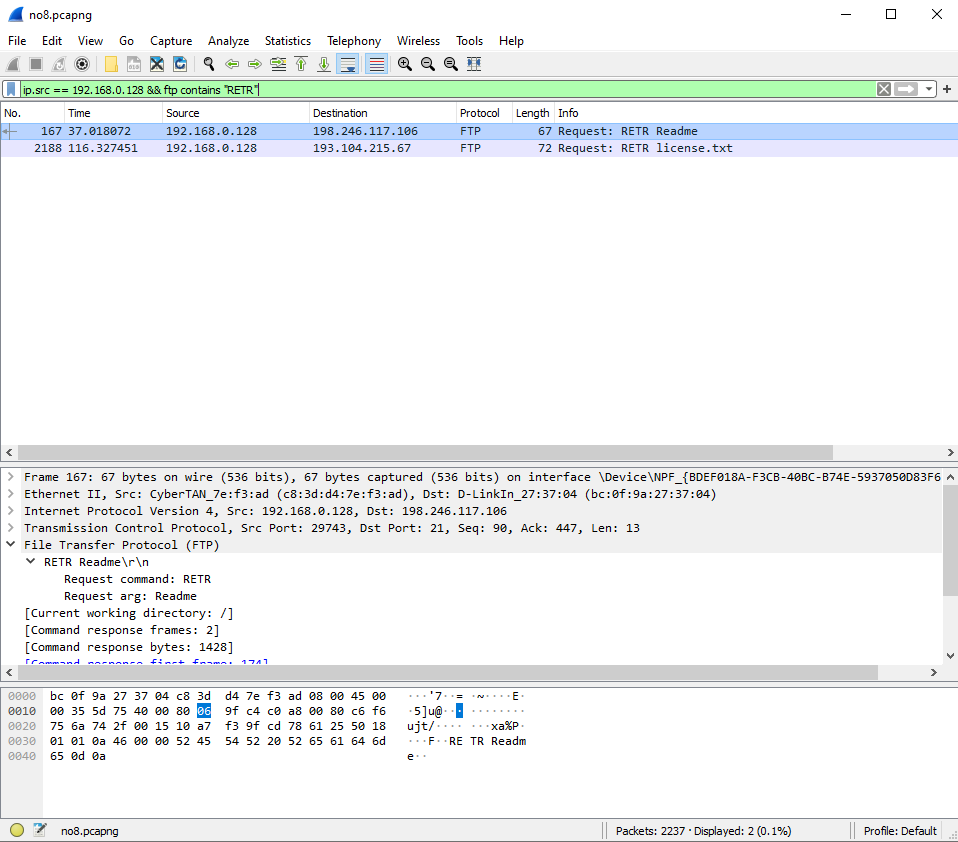 no8.pcapng
File Edit View Go Capture Analyze Statistics Telephony Wireless Tools Help
ip.src == 192.168.0.128 && ftp contains "RETR"
No. Time Source Destination Protocol Length Info
167 37.018072 192.168.0.128 198.246.117.106 FTP 67 Request: RETR Readme
2188 116.327451 192.168.0.128 193.104.215.67 FTP 72 Request: RETR license.txt
Frame 167: 67 bytes on wire (536 bits), 67 bytes captured (536 bits) on interface \Device\NPF_{BDEF018A-F3CB-40BC-B74E-5937050D83F6
Ethernet II, Src: CyberTAN_7e:f3:ad (c8:3d:d4:7e:f3:ad), Dst: D-LinkIn_27:37:04 (bc:0f:9a:27:37:04)
Internet Protocol Version 4, Src: 192.168.0.128, Dst: 198.246.117.106
Transmission Control Protocol, Src Port: 29743, Dst Port: 21, Seq: 90, Ack: 447, Len: 13
File Transfer Protocol (FTP)
RETR Readme\r\n
Request command: RETR
Request arg: Readme
[Current working directory: /]
[Command response frames: 2]
[Command response bytes: 1428]
[Command response first frame: 174]
0000 bc 0f 9a 27 37 04 c8 3d d4 7e f3 ad 08 00 45 00 ···'7··= ·~····E·
0010 00 35 5d 75 40 00 80 06 9f c4 c0 a8 00 80 c6 f6 ·5]u@··· ········
0020 75 6a 74 2f 00 15 10 a7 f3 9f cd 78 61 25 50 18 ujt/···· ···xa%P·
0030 01 01 0a 46 00 00 52 45 54 52 20 52 65 61 64 6d ···F··RE TR Readm
0040 65 0d 0a e··
no8.pcapng Packets: 2237 · Displayed: 2 (0.1%) Profile: Default